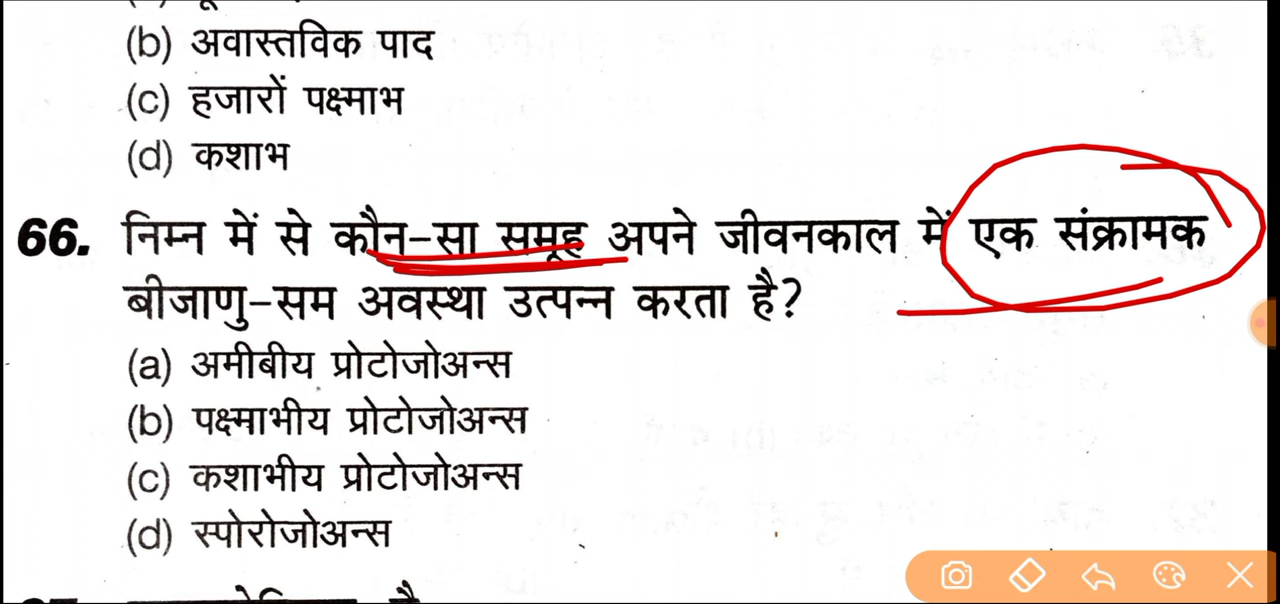 (b) अवास्तविक पाद
(c) हजारों पक्ष्माभ
(d) कशाभ
66. निम्न में से कौन-सा समूह अपने जीवनकाल में एक संक्रामक
बीजाणु-सम अवस्था उत्पन्न करता है?
(a) अमीबीय प्रोटोजोअन्स
(b) पक्ष्माभीय प्रोटोजोअन्स
(c) कशाभीय प्रोटोजोअन्स
(d) स्पोरोजोअन्स